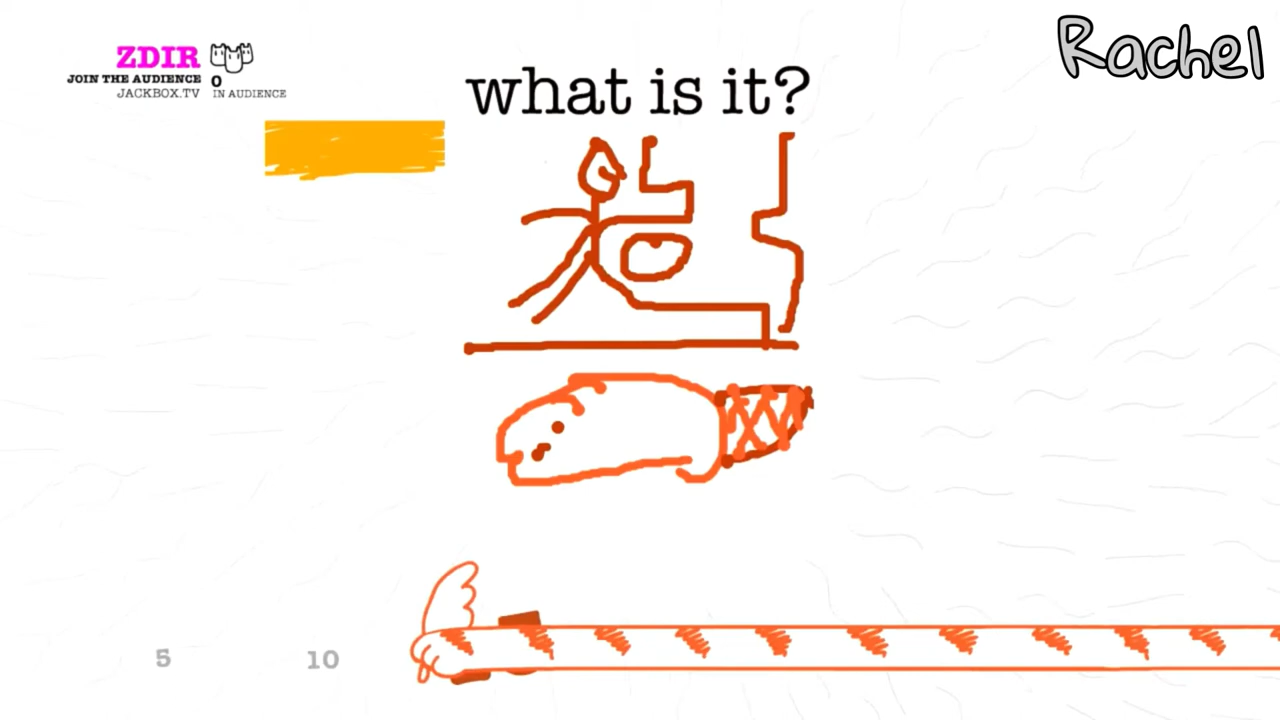 ZDIR
JOIN THE AUDIENCE
JACKBOX.TV
0
IN AUDIENCE
Rachel
what is it?
5
10